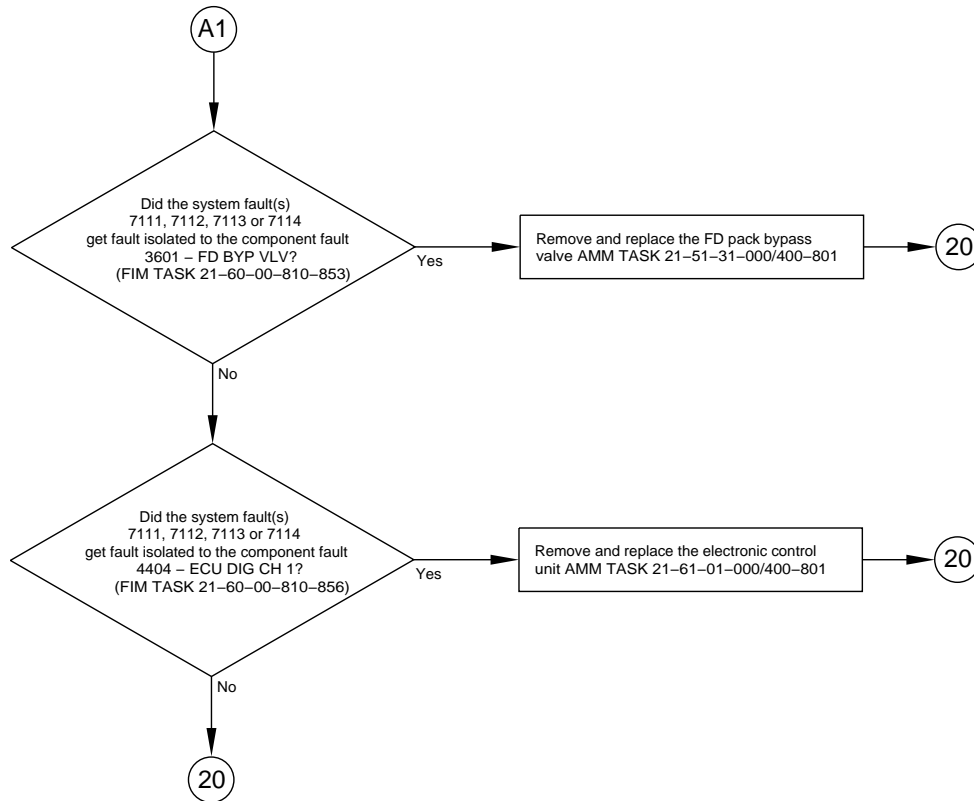 A1
Did the system fault(s)
7111, 7112, 7113 or 7114
get fault isolated to the component fault
3601 – FD BYP VLV?
(FIM TASK 21–60–00–810–853)
Yes
Remove and replace the FD pack bypass
valve AMM TASK 21–51–31–000/400–801
20
No
Did the system fault(s)
7111, 7112, 7113 or 7114
get fault isolated to the component fault
4404 – ECU DIG CH 1?
(FIM TASK 21–60–00–810–856)
Yes
Remove and replace the electronic control
unit AMM TASK 21–61–01–000/400–801
20
No
20